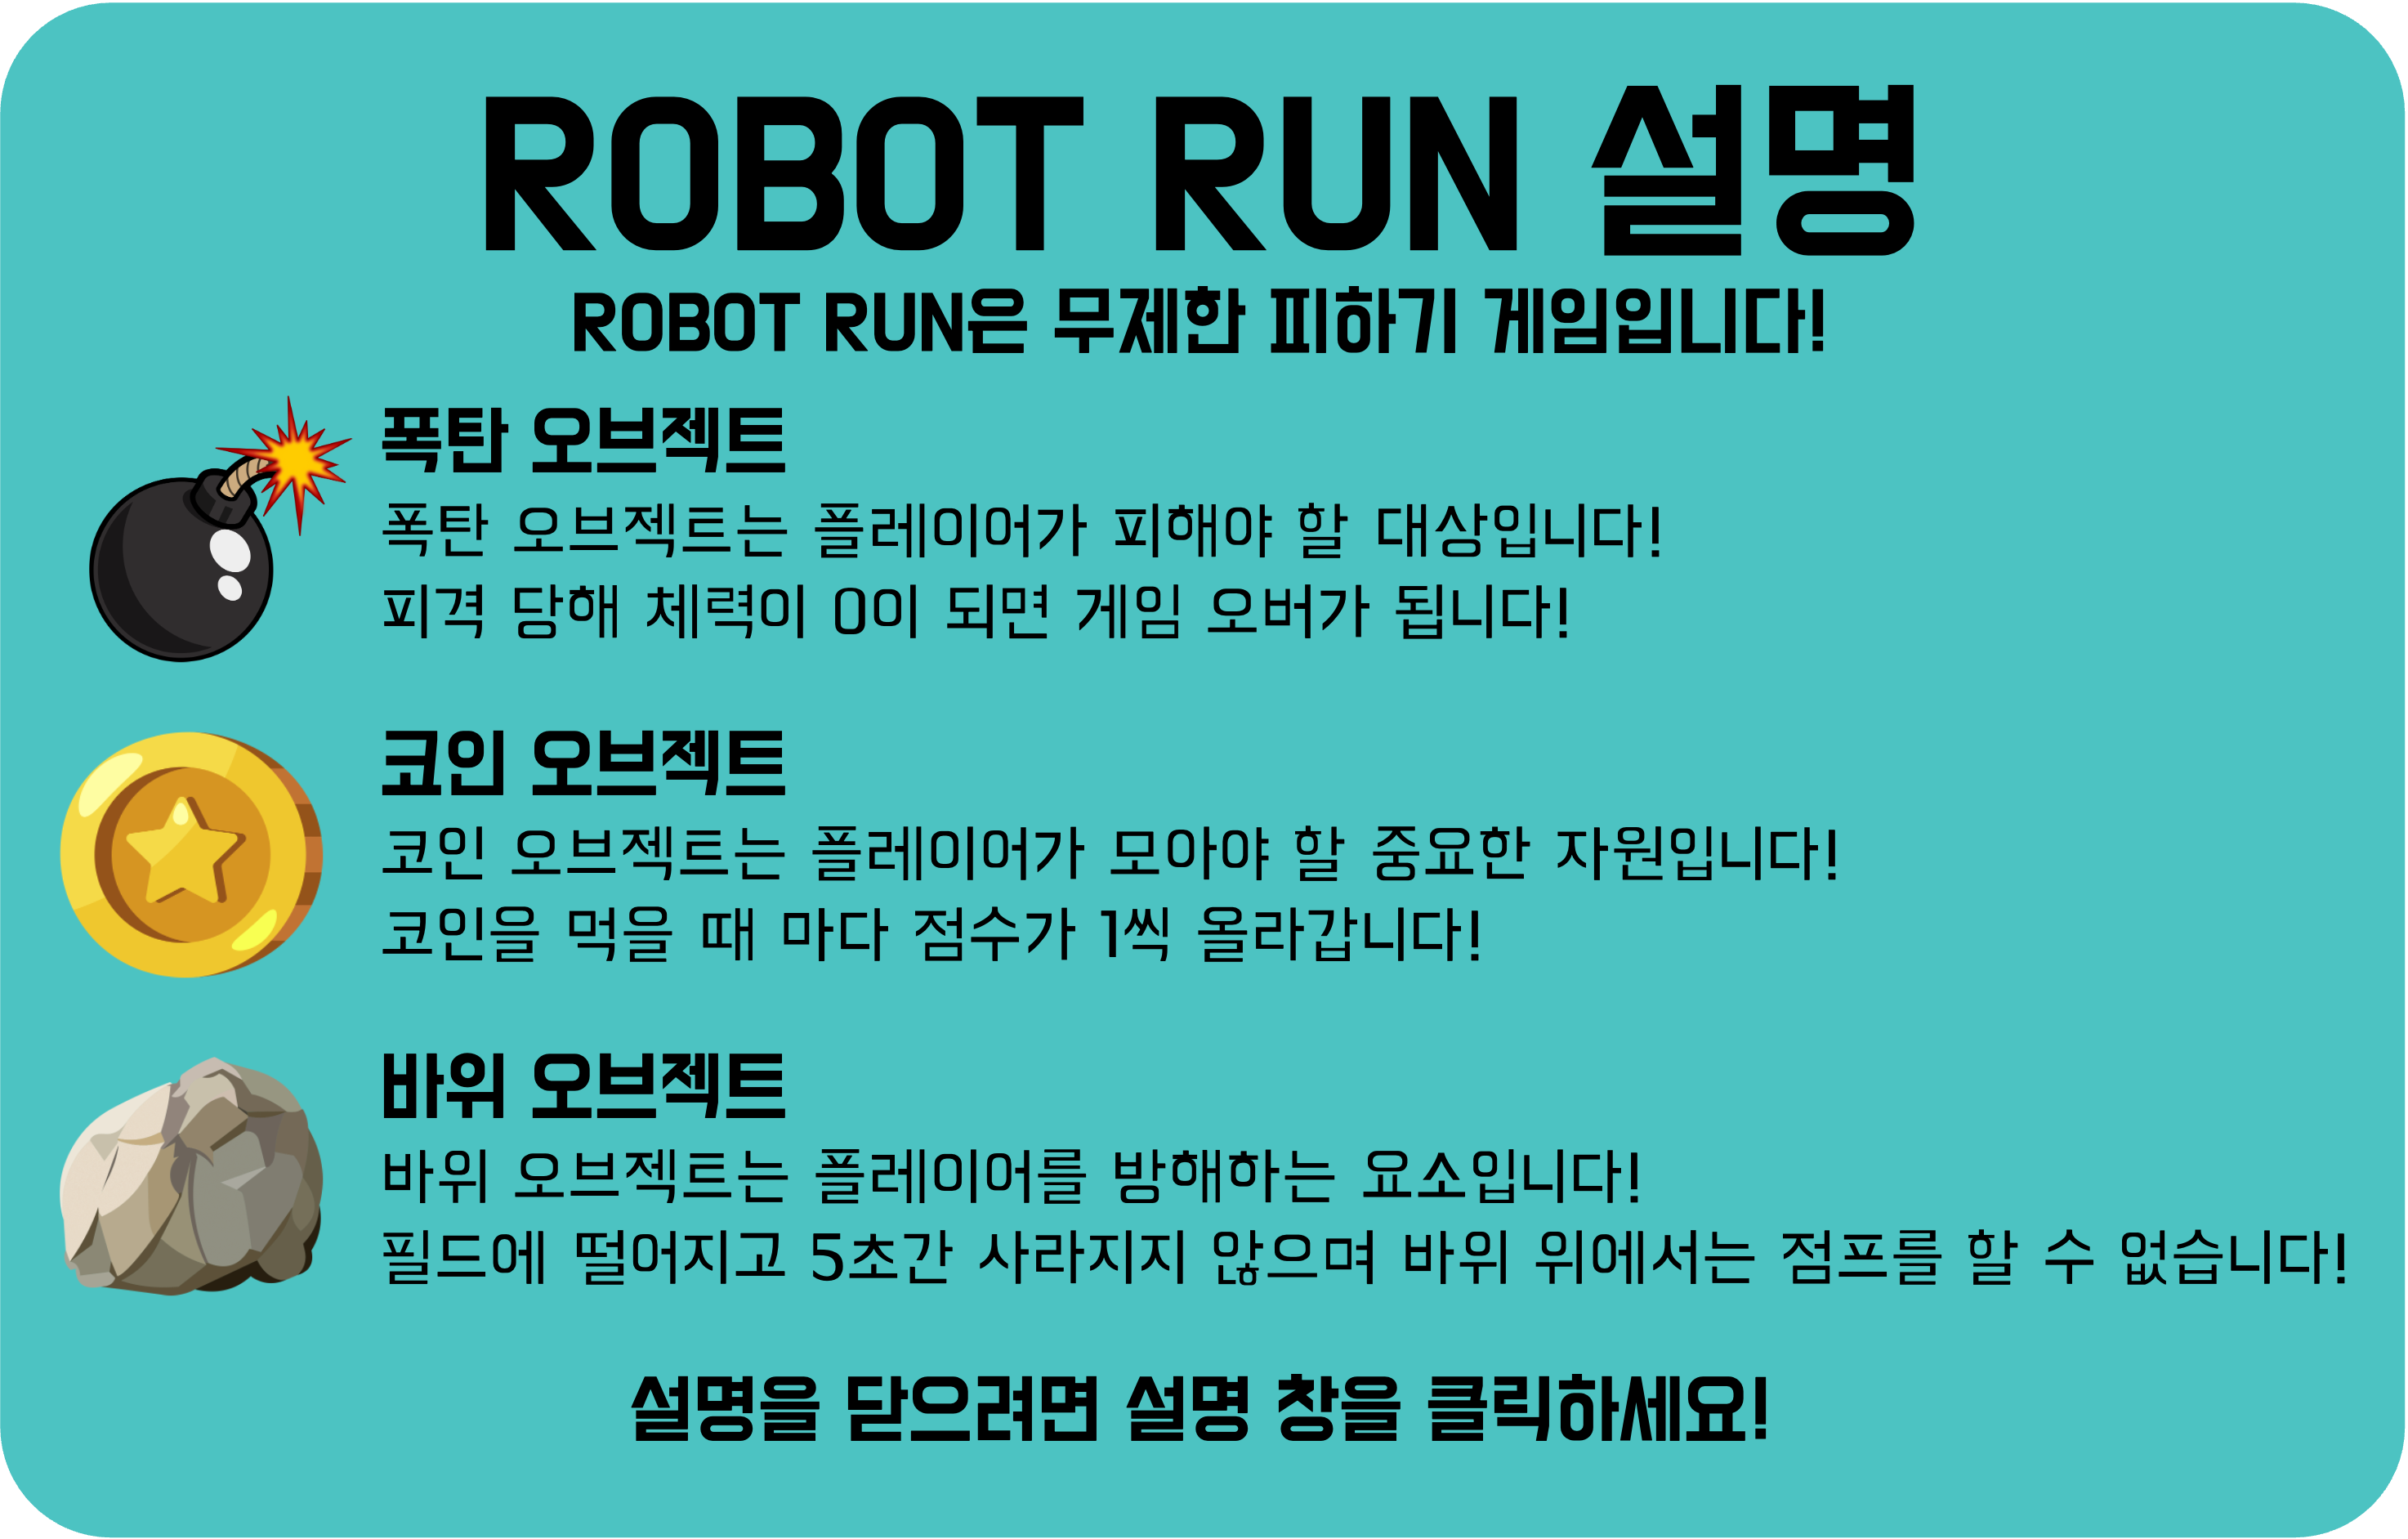 ROBOT RUN 설명
ROBOT RUN은 무제한 피하기 게임입니다!
폭탄 오브젝트
폭탄 오브젝트는 플레이어가 피해야 할 대상입니다!
피격 당해 체력이 0이 되면 게임 오버가 됩니다!
코인 오브젝트
코인 오브젝트는 플레이어가 모아야 할 중요한 자원입니다!
코인을 먹을 때 마다 점수가 1씩 올라갑니다!
바위 오브젝트
바위 오브젝트는 플레이어를 방해하는 요소입니다!
필드에 떨어지고 5초간 사라지지 않으며 바위 위에서는 점프를 할 수 없습니다!
설명을 닫으려면 설명 창을 클릭하세요!